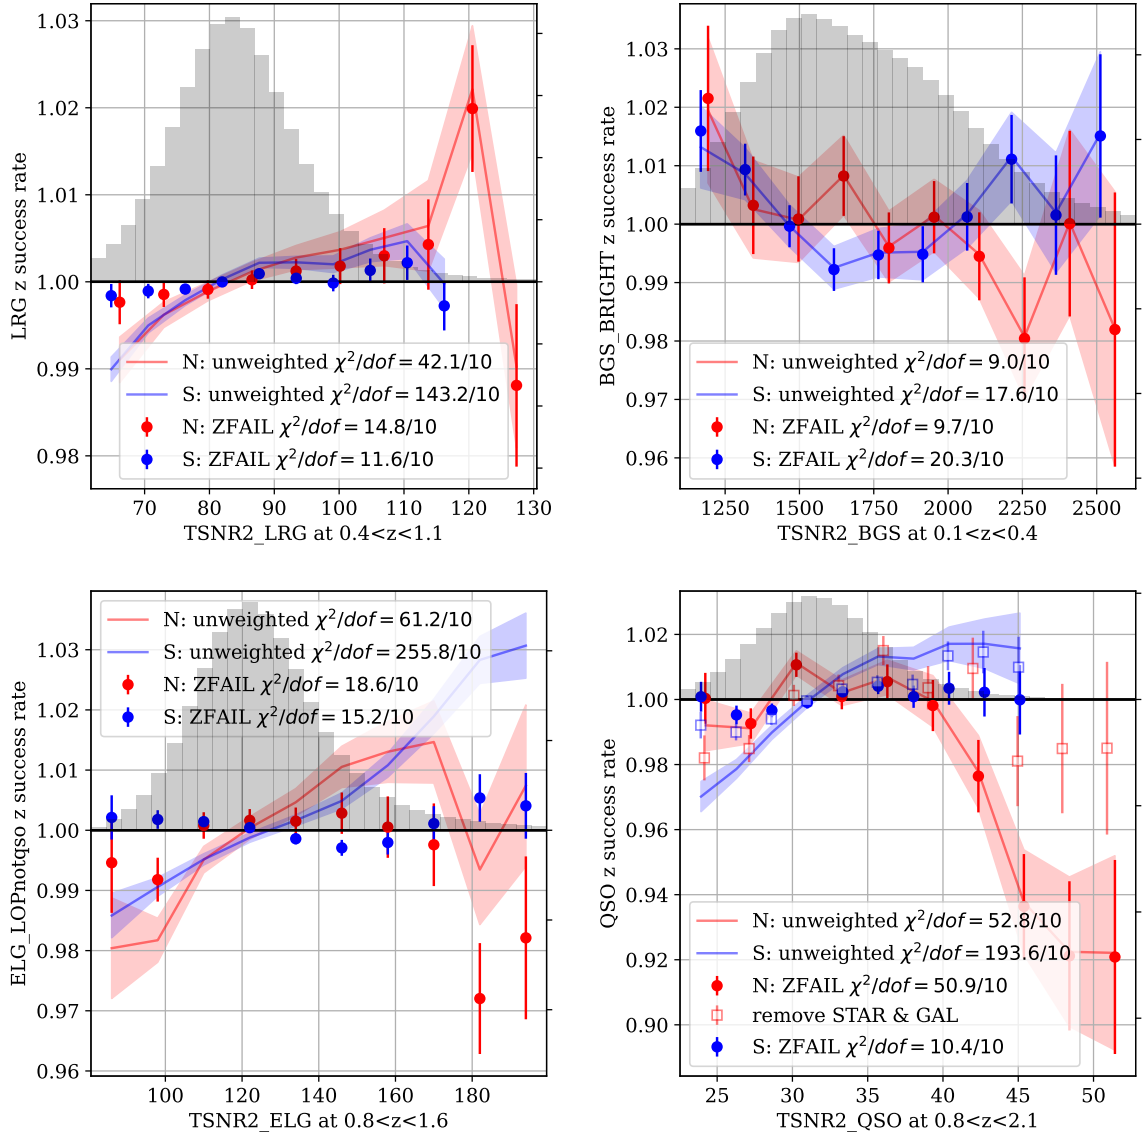 1.03
1.02
1.01
1.00
0.99
0.98
LRG z success rate
N: unweighted χ²/dof = 42.1/10
S: unweighted χ²/dof = 143.2/10
N: ZFAIL χ²/dof = 14.8/10
S: ZFAIL χ²/dof = 11.6/10
70 80 90 100 110 120 130
TSNR2_LRG at 0.4<z<1.1
1.03
1.02
1.01
1.00
0.99
0.98
0.97
0.96
BGS_BRIGHT z success rate
N: unweighted χ²/dof = 9.0/10
S: unweighted χ²/dof = 17.6/10
N: ZFAIL χ²/dof = 9.7/10
S: ZFAIL χ²/dof = 20.3/10
1250 1500 1750 2000 2250 2500
TSNR2_BGS at 0.1<z<0.4
1.03
1.02
1.01
1.00
0.99
0.98
0.97
0.96
ELG_LOPnotqso z success rate
N: unweighted χ²/dof = 61.2/10
S: unweighted χ²/dof = 255.8/10
N: ZFAIL χ²/dof = 18.6/10
S: ZFAIL χ²/dof = 15.2/10
100 120 140 160 180
TSNR2_ELG at 0.8<z<1.6
1.02
1.00
0.98
0.96
0.94
0.92
0.90
QSO z success rate
N: unweighted χ²/dof = 52.8/10
S: unweighted χ²/dof = 193.6/10
N: ZFAIL χ²/dof = 50.9/10
remove STAR & GAL
S: ZFAIL χ²/dof = 10.4/10
25 30 35 40 45 50
TSNR2_QSO at 0.8<z<2.1